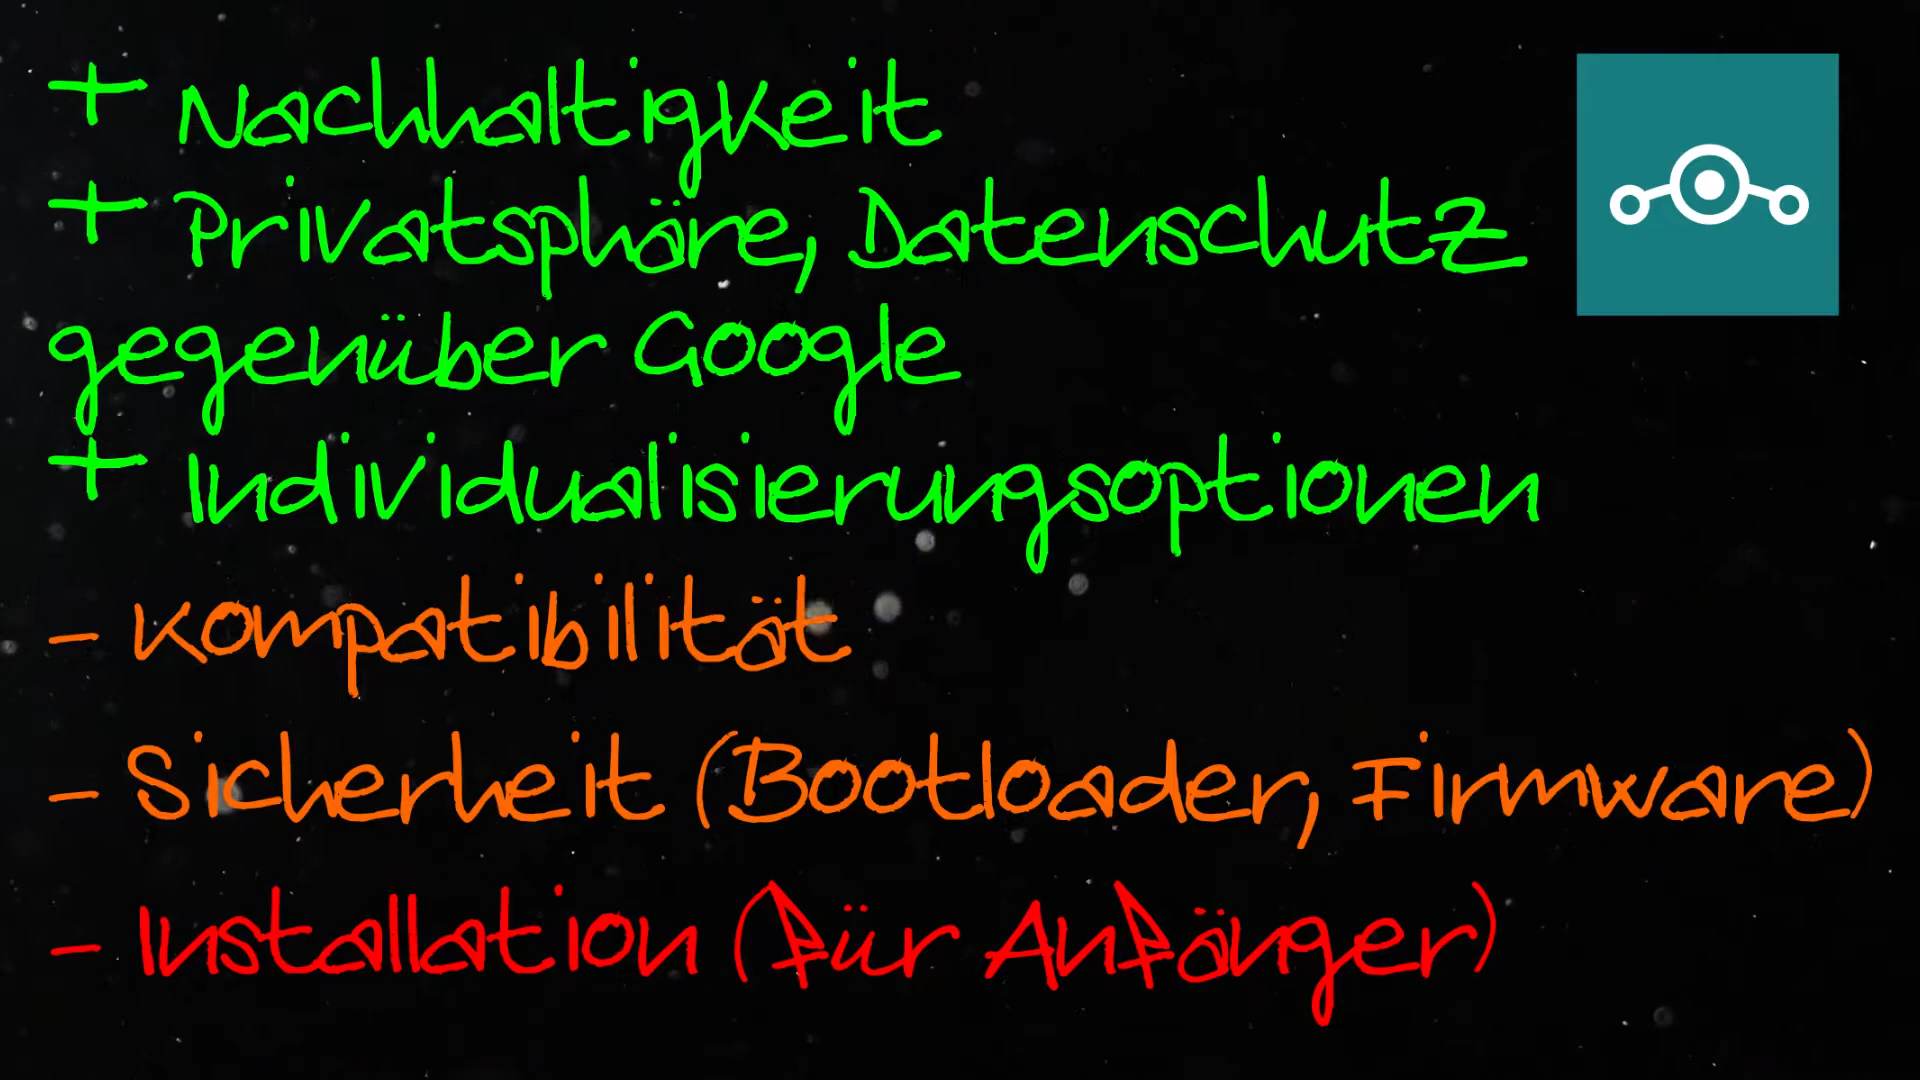 + Nachhaltigkeit
+ Privatsphäre, Datenschutz
gegenüber Google
+ Individualisierungsoptionen
- Kompatibilität
- Sicherheit (Bootloader, Firmware)
- Installation (für Anfänger)